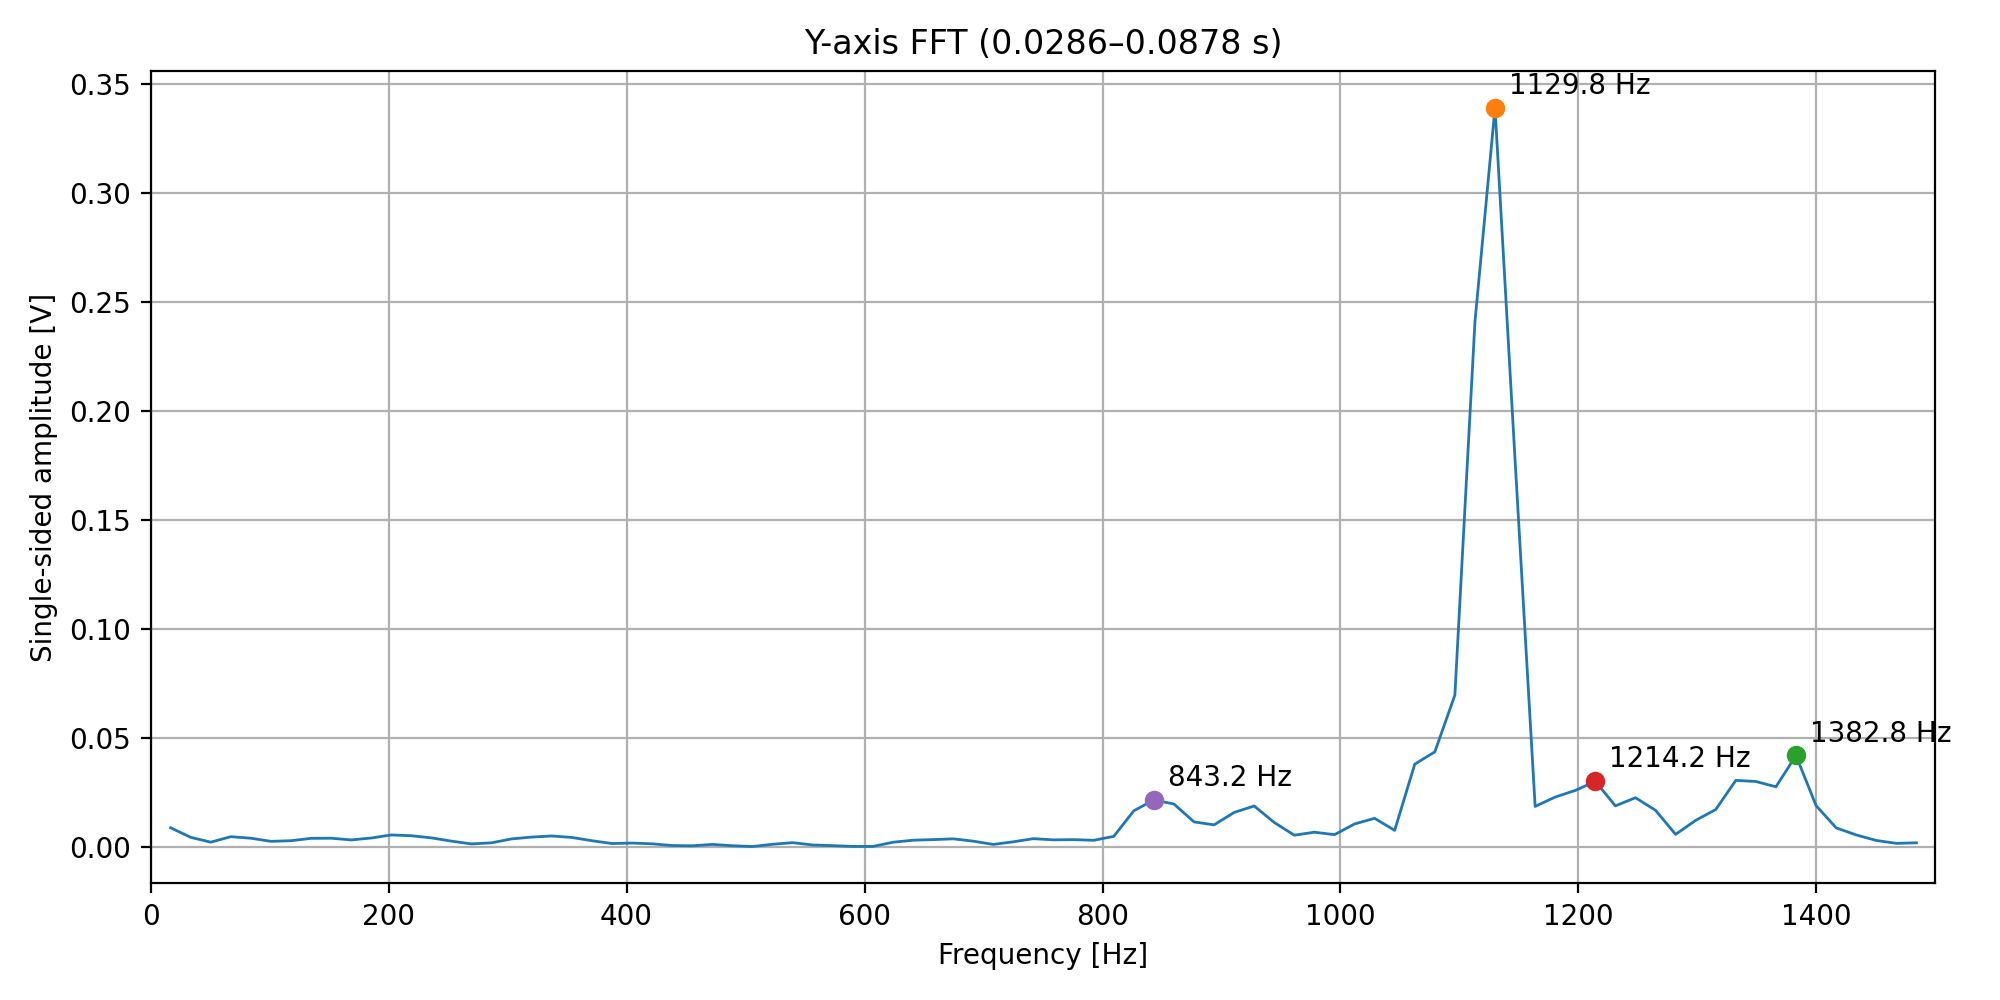 Y-axis FFT (0.0286–0.0878 s)
Single-sided amplitude [V]
0.35
0.30
0.25
0.20
0.15
0.10
0.05
0.00
1129.8 Hz
1382.8 Hz
1214.2 Hz
843.2 Hz
0 200 400 600 800 1000 1200 1400
Frequency [Hz]